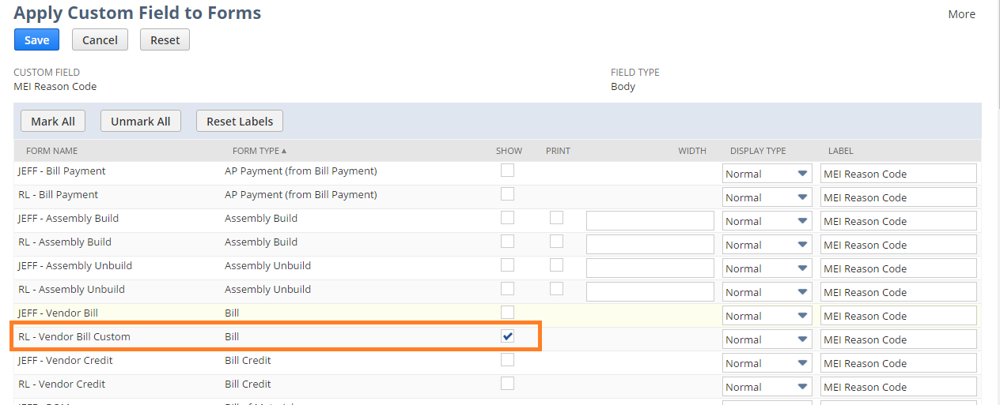 Apply Custom Field to Forms
More
Save Cancel Reset
CUSTOM FIELD FIELD TYPE
MEI Reason Code Body
Mark All Unmark All Reset Labels
FORM NAME FORM TYPE SHOW PRINT WIDTH DISPLAY TYPE LABEL
JEFF - Bill Payment AP Payment (from Bill Payment) Normal MEI Reason Code
RL - Bill Payment AP Payment (from Bill Payment) Normal MEI Reason Code
JEFF - Assembly Build Assembly Build Normal MEI Reason Code
RL - Assembly Build Assembly Build Normal MEI Reason Code
JEFF - Assembly Unbuild Assembly Unbuild Normal MEI Reason Code
RL - Assembly Unbuild Assembly Unbuild Normal MEI Reason Code
JEFF - Vendor Bill Bill Normal MEI Reason Code
RL - Vendor Bill Custom Bill Normal MEI Reason Code
JEFF - Vendor Credit Bill Credit Normal MEI Reason Code
RL - Vendor Credit Bill Credit Normal MEI Reason Code